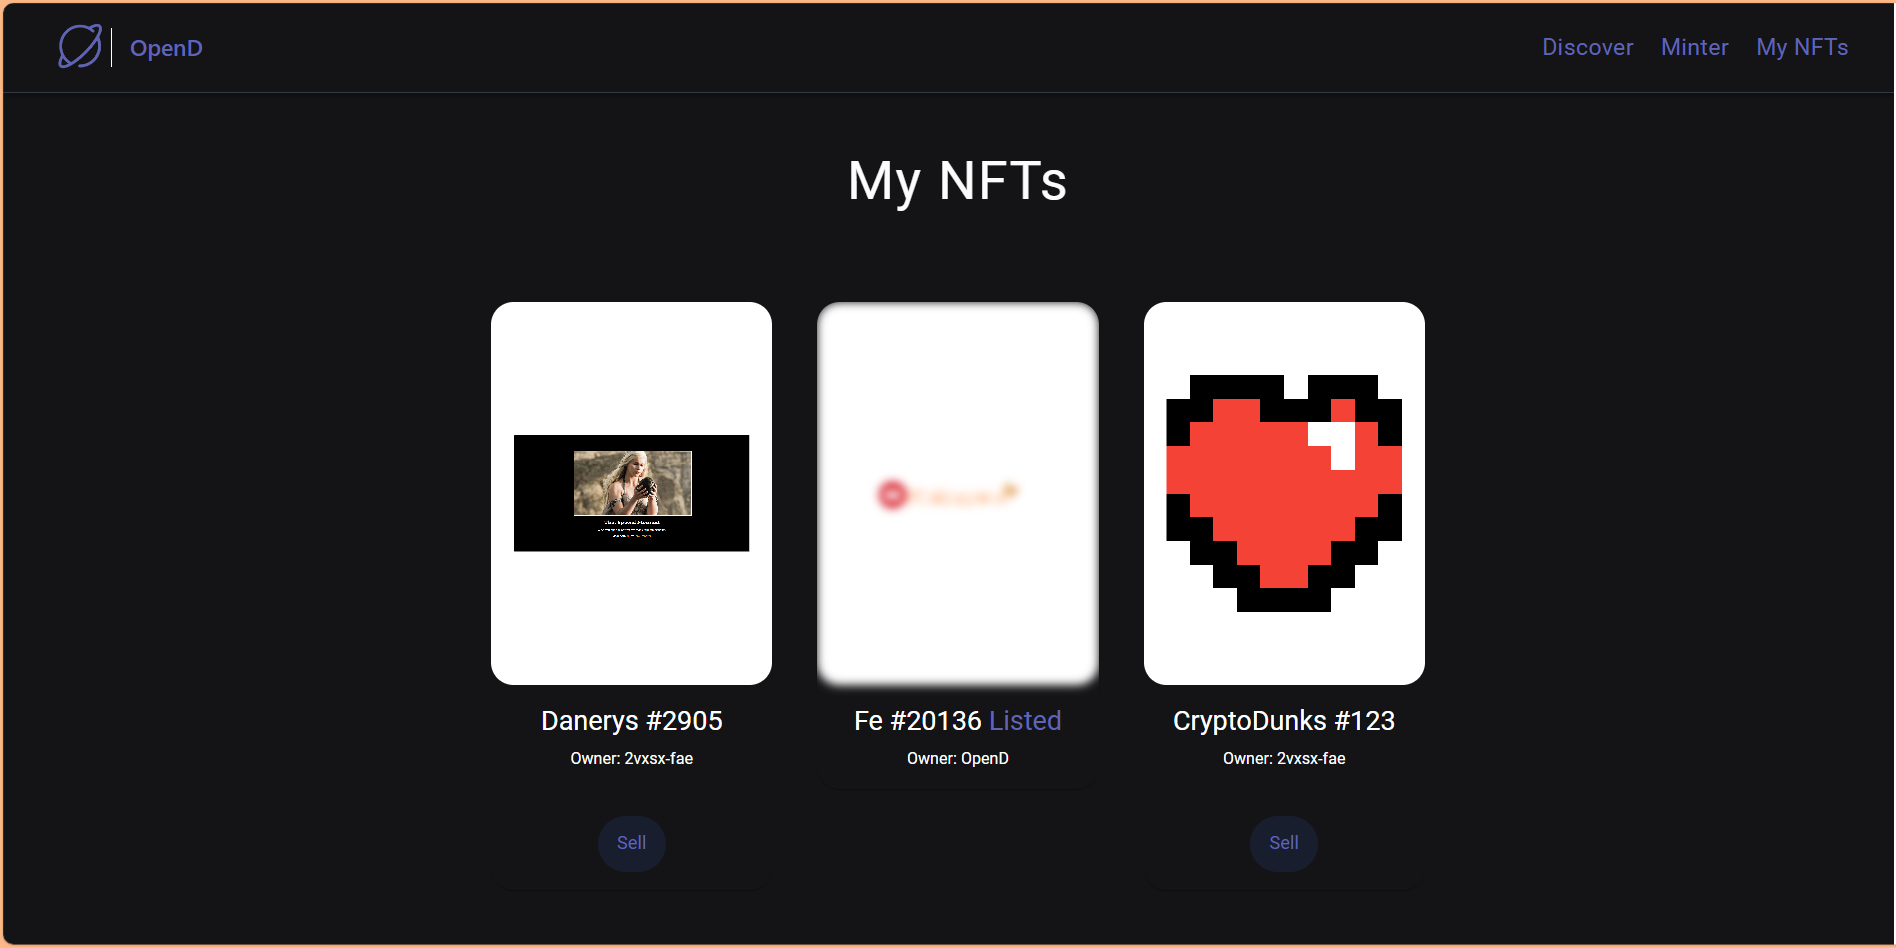 OpenD
Discover Minter My NFTs
My NFTs
Danerys #2905
Owner: 2vxsx-fae
Sell
Fe #20136 Listed
Owner: OpenD
CryptoDunks #123
Owner: 2vxsx-fae
Sell